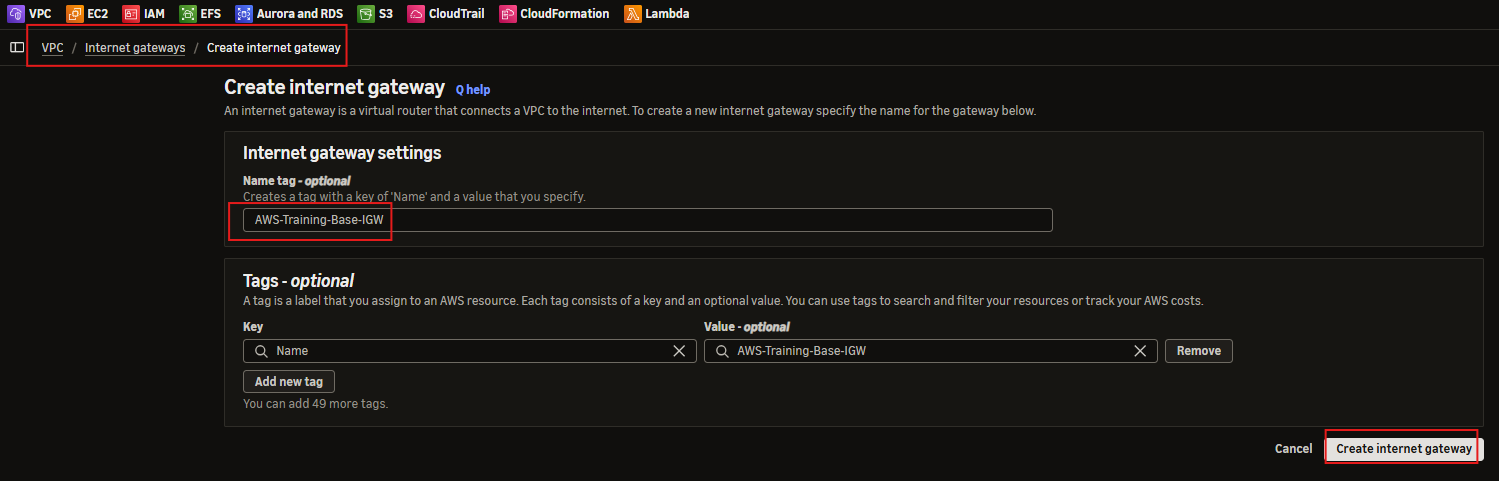 VPC EC2 IAM EFS Aurora and RDS S3 CloudTrail CloudFormation Lambda
VPC / Internet gateways / Create internet gateway
Create internet gateway Q help
An internet gateway is a virtual router that connects a VPC to the internet. To create a new internet gateway specify the name for the gateway below.
Internet gateway settings
Name tag - optional
Creates a tag with a key of 'Name' and a value that you specify.
AWS-Training-Base-IGW
Tags - optional
A tag is a label that you assign to an AWS resource. Each tag consists of a key and an optional value. You can use tags to search and filter your resources or track your AWS costs.
Key Value - optional
Name AWS-Training-Base-IGW Remove
Add new tag
You can add 49 more tags.
Cancel Create internet gateway